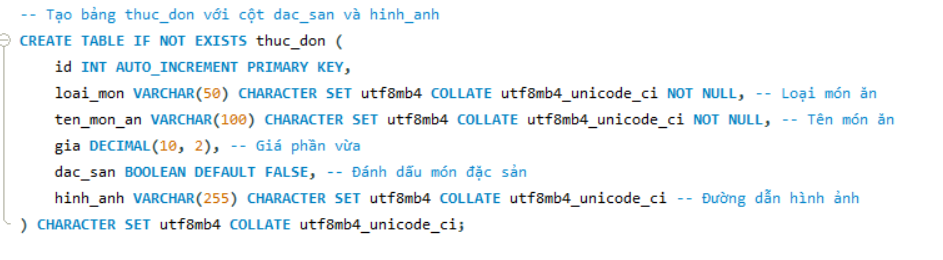 -- Tạo bảng thuc_don với cột dac_san và hinh_anh
CREATE TABLE IF NOT EXISTS thuc_don (
id INT AUTO_INCREMENT PRIMARY KEY,
loai_mon VARCHAR(50) CHARACTER SET utf8mb4 COLLATE utf8mb4_unicode_ci NOT NULL, -- Loại món ăn
ten_mon_an VARCHAR(100) CHARACTER SET utf8mb4 COLLATE utf8mb4_unicode_ci NOT NULL, -- Tên món ăn
gia DECIMAL(10, 2), -- Giá phần vừa
dac_san BOOLEAN DEFAULT FALSE, -- Đánh dấu món đặc sản
hinh_anh VARCHAR(255) CHARACTER SET utf8mb4 COLLATE utf8mb4_unicode_ci -- Đường dẫn hình ảnh
) CHARACTER SET utf8mb4 COLLATE utf8mb4_unicode_ci;